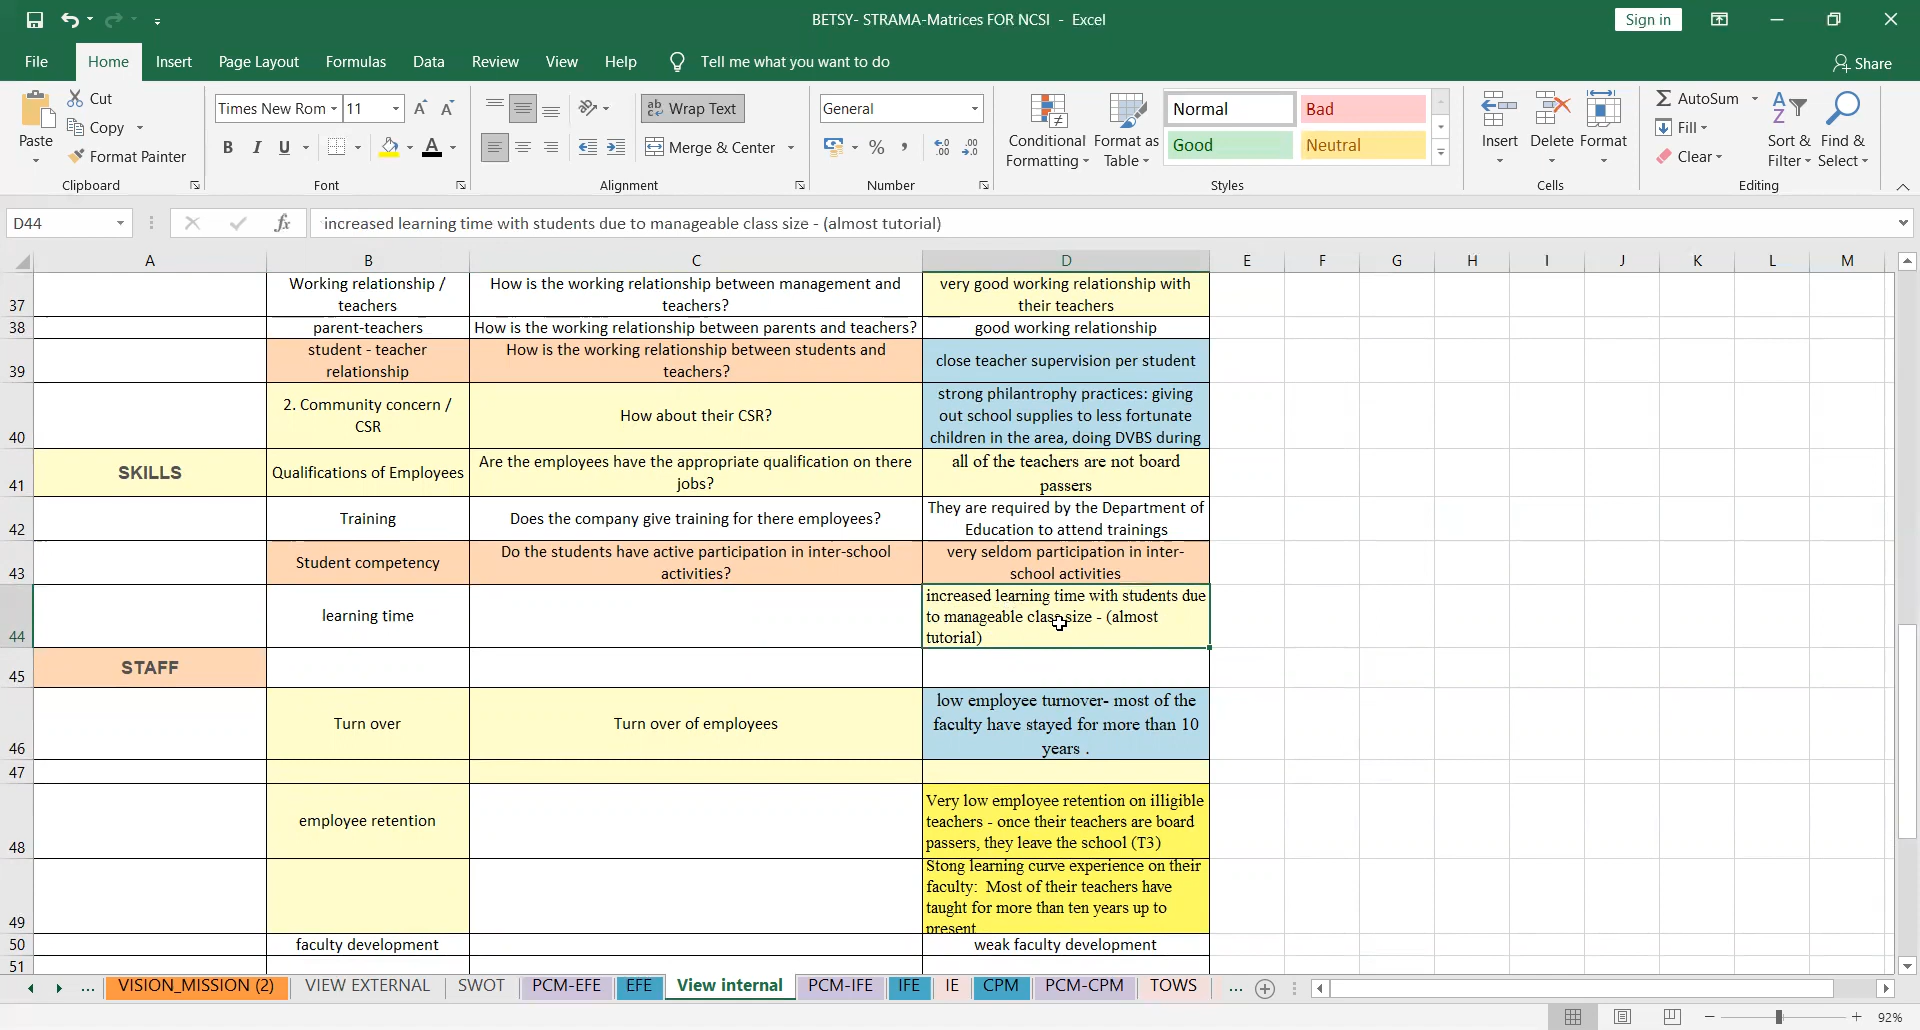 BETSY- STRAMA-Matrices FOR NCSI - Excel
Sign in
File Home Insert Page Layout Formulas Data Review View Help Tell me what you want to do
Share
Paste
Cut
Copy
Format Painter
Clipboard
Times New Rom 11
B I U
Font
Wrap Text
Merge & Center
Alignment
General
% ,
Number
Conditional Formatting
Format as Table
Normal Bad
Good Neutral
Styles
Insert Delete Format
Cells
AutoSum
Fill
Clear
Sort & Filter
Find & Select
Editing
D44 fx increased learning time with students due to manageable class size - (almost tutorial)
A B C D E F G H I J K L M
37
Working relationship /
teachers
How is the working relationship between management and
teachers?
very good working relationship with
their teachers
38 parent-teachers How is the working relationship between parents and teachers? good working relationship
39
student - teacher
relationship
How is the working relationship between students and
teachers?
close teacher supervision per student
40
2. Community concern /
CSR
How about their CSR?
strong philantrophy practices: giving
out school supplies to less fortunate
children in the area, doing DVBS during
41
SKILLS
Qualifications of Employees
Are the employees have the appropriate qualification on there
jobs?
all of the teachers are not board
passers
42
Training
Does the company give training for there employees?
They are required by the Department of
Education to attend trainings
43
Student competency
Do the students have active participation in inter-school
activities?
very seldom participation in inter-
school activities
44
learning time
increased learning time with students due
to manageable class size - (almost
tutorial)
45
STAFF
46
Turn over
Turn over of employees
low employee turnover- most of the
faculty have stayed for more than 10
years .
47
48
employee retention
Very low employee retention on illigible
teachers - once their teachers are board
passers, they leave the school (T3)
49
Stong learning curve experience on their
faculty: Most of their teachers have
taught for more than ten years up to
present
50 faculty development weak faculty development
51
... VISION_MISSION (2) VIEW EXTERNAL SWOT PCM-EFE EFE View internal PCM-IFE IFE IE CPM PCM-CPM TOWS ...
92%